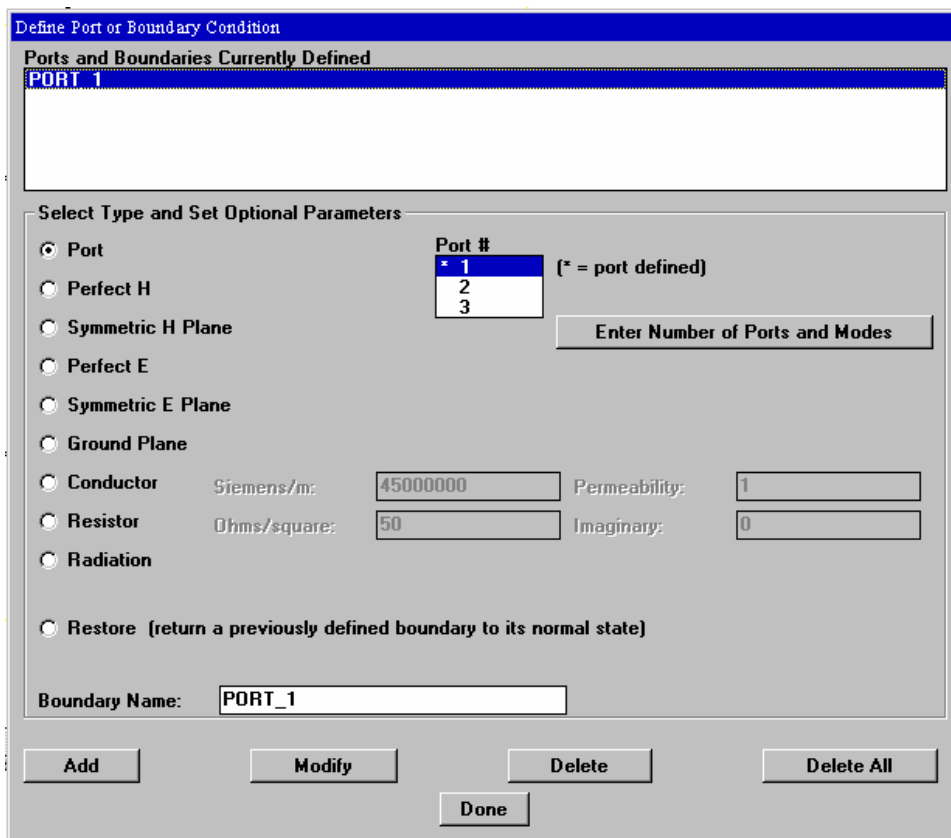 Define Port or Boundary Condition
Ports and Boundaries Currently Defined
PORT_1
Select Type and Set Optional Parameters
Port
Port #
* 1
(* = port defined)
2
3
Perfect H
Symmetric H Plane
Enter Number of Ports and Modes
Perfect E
Symmetric E Plane
Ground Plane
Conductor Siemens/m: 45000000 Permeability: 1
Resistor Ohms/square: 50 Imaginary: 0
Radiation
Restore (return a previously defined boundary to its normal state)
Boundary Name: PORT_1
Add Modify Delete Delete All
Done